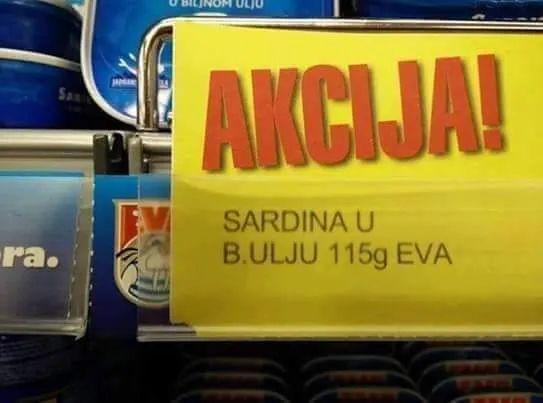 U BILJNOM ULJU
AKCIJA!
SARDINA U
B.ULJU 115g EVA
ra.